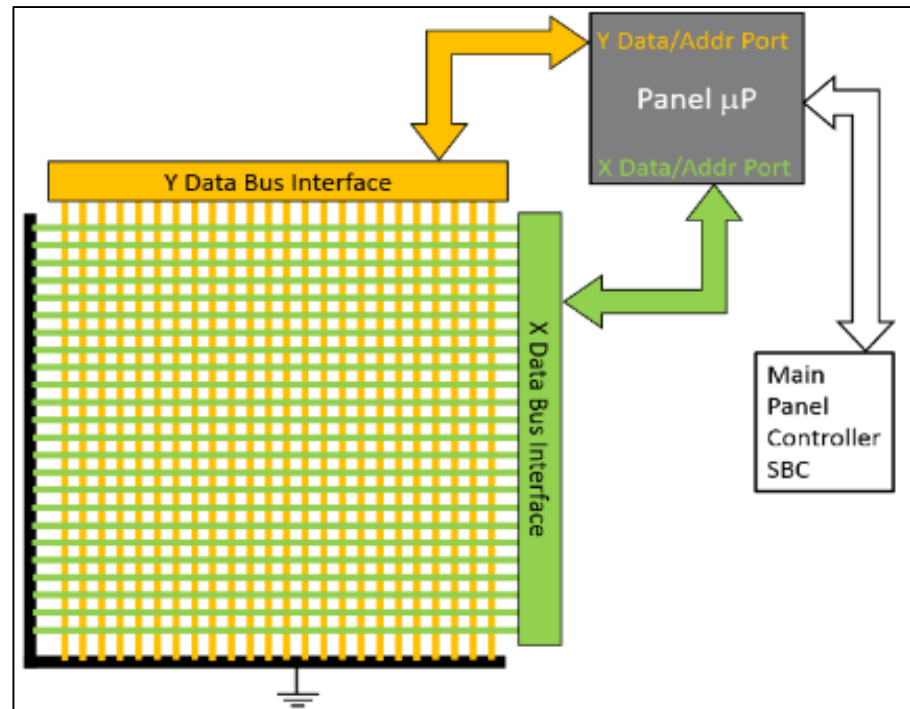 Y Data/Addr Port
Panel μP
X Data/Addr Port
Y Data Bus Interface
X Data Bus Interface
Main
Panel
Controller
SBC